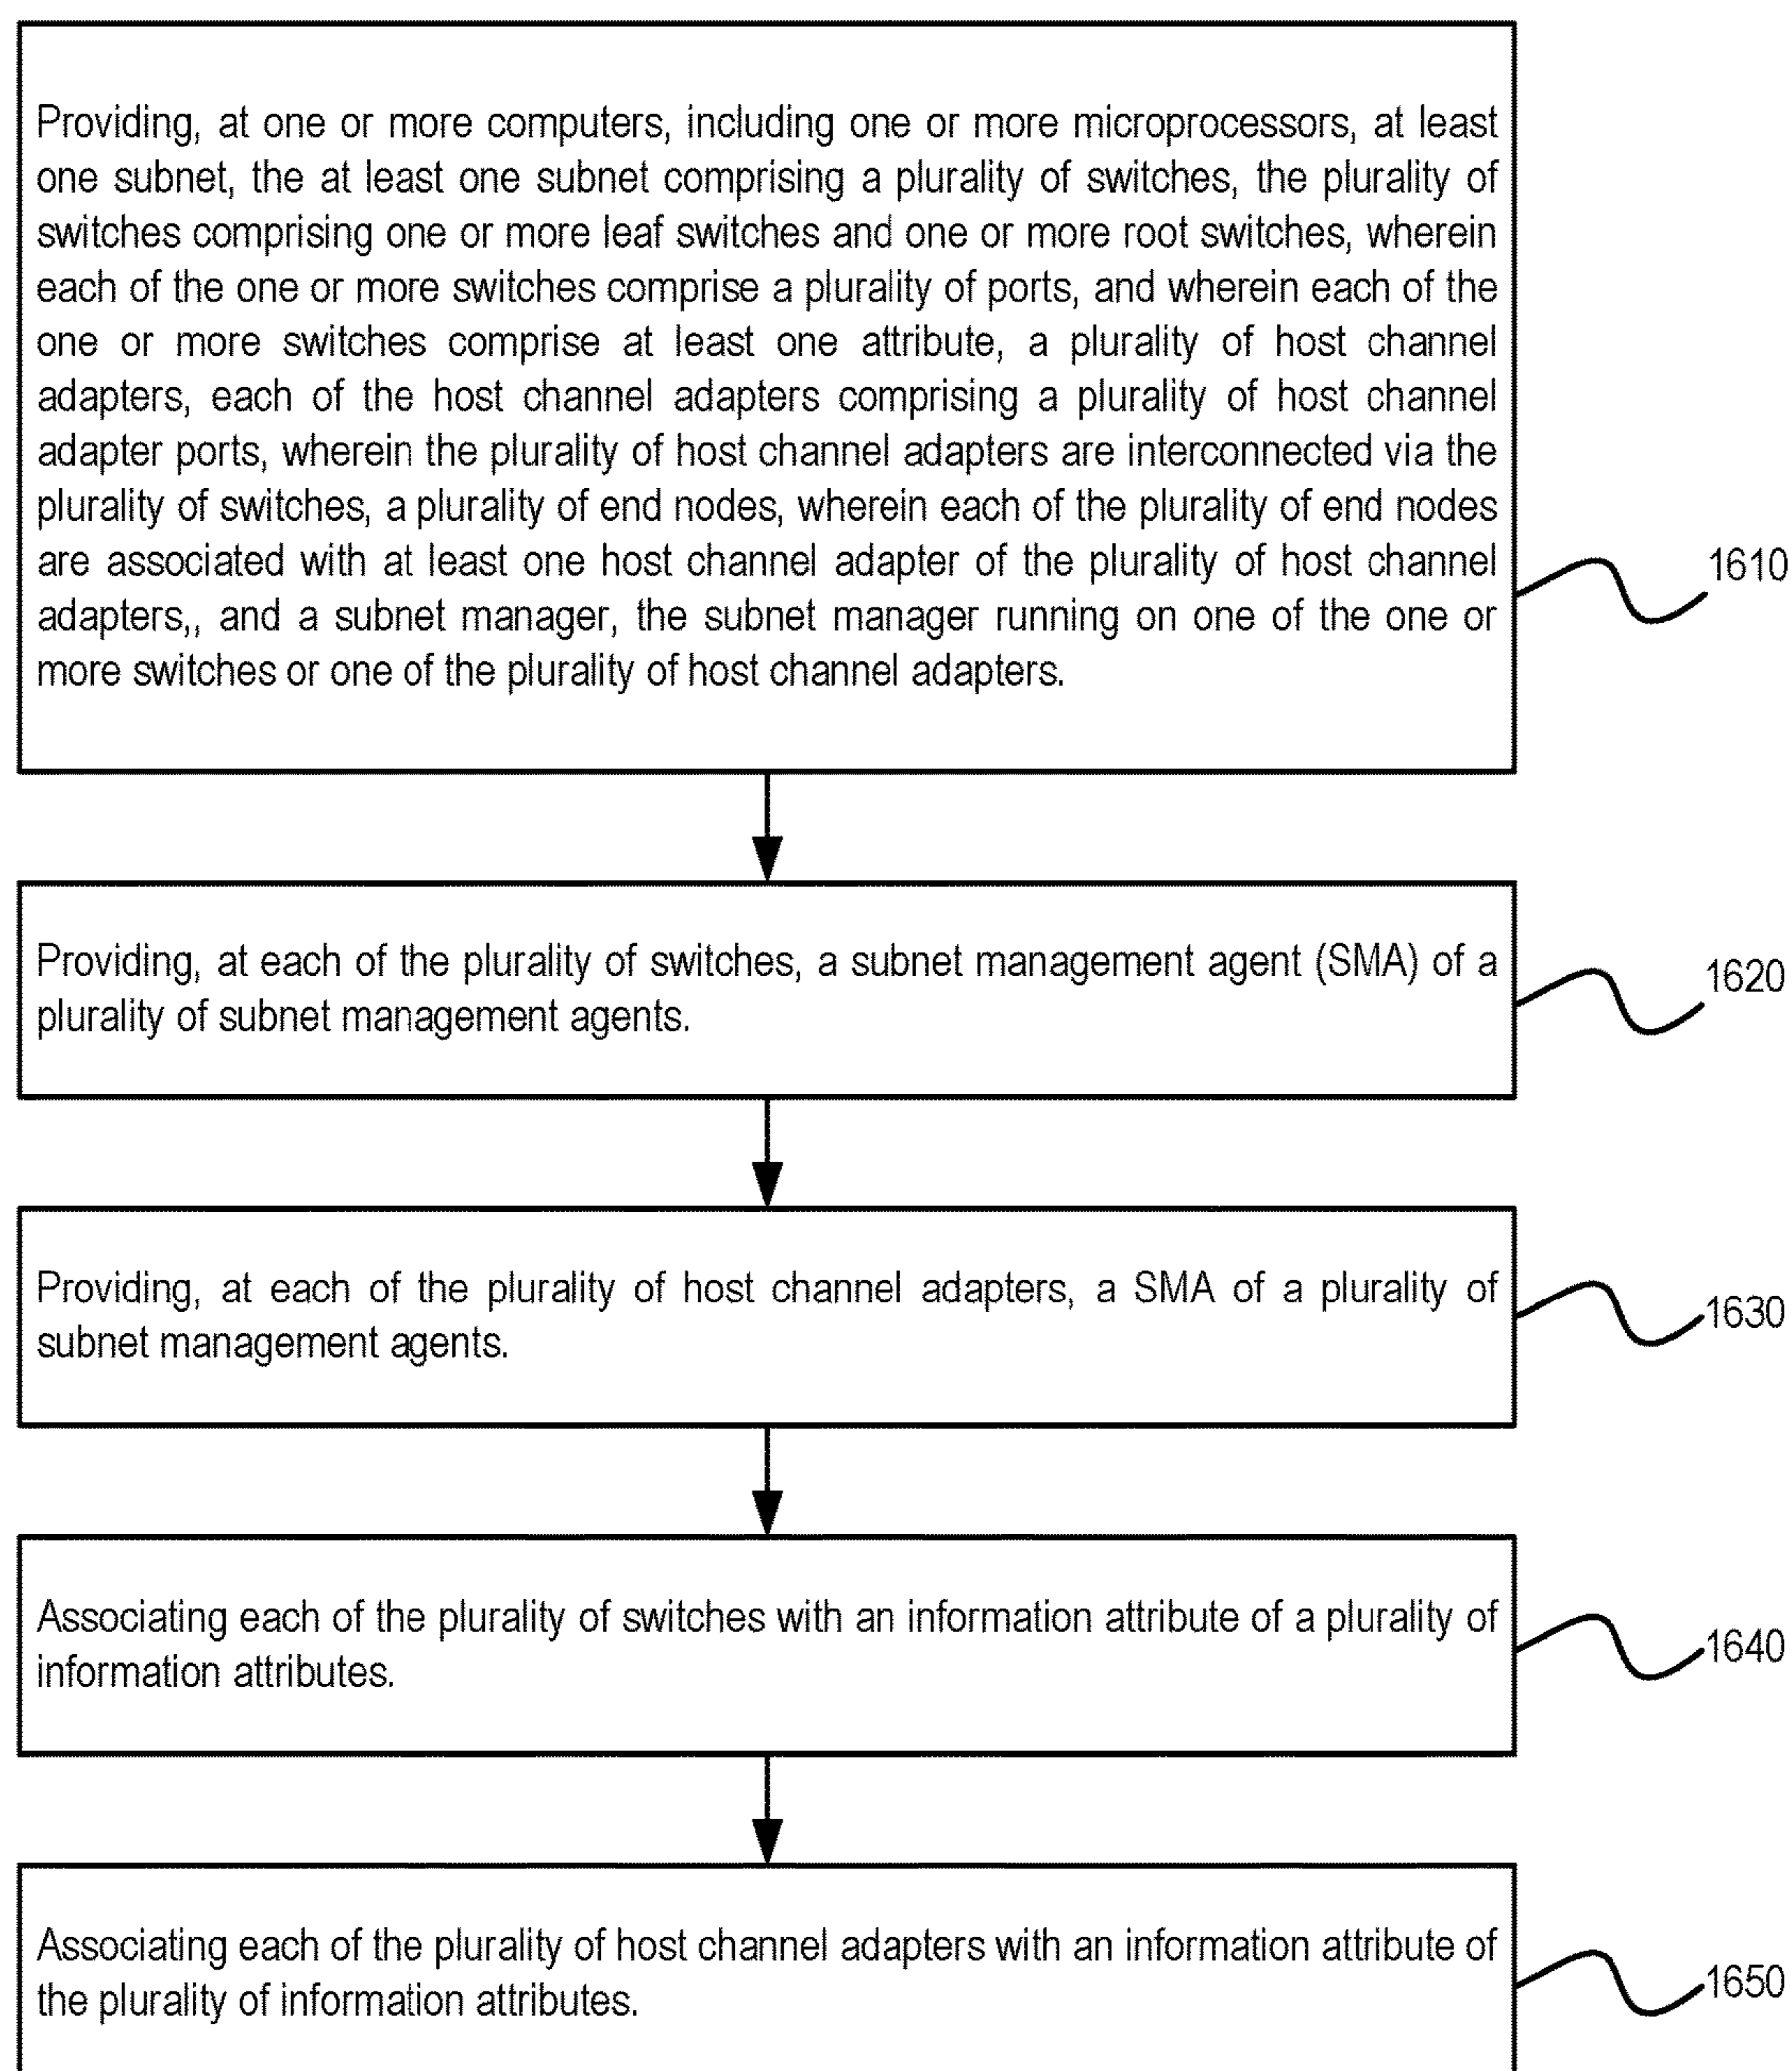 Providing, at one or more computers, including one or more microprocessors, at least
one subnet, the at least one subnet comprising a plurality of switches, the plurality of
switches comprising one or more leaf switches and one or more root switches, wherein
each of the one or more switches comprise a plurality of ports, and wherein each of the
one or more switches comprise at least one attribute, a plurality of host channel
adapters, each of the host channel adapters comprising a plurality of host channel
adapter ports, wherein the plurality of host channel adapters are interconnected via the
plurality of switches, a plurality of end nodes, wherein each of the plurality of end nodes
are associated with at least one host channel adapter of the plurality of host channel
adapters,, and a subnet manager, the subnet manager running on one of the one or
more switches or one of the plurality of host channel adapters.
1610
Providing, at each of the plurality of switches, a subnet management agent (SMA) of a
plurality of subnet management agents.
1620
Providing, at each of the plurality of host channel adapters, a SMA of a plurality of
subnet management agents.
1630
Associating each of the plurality of switches with an information attribute of a plurality of
information attributes.
1640
Associating each of the plurality of host channel adapters with an information attribute of
the plurality of information attributes.
1650